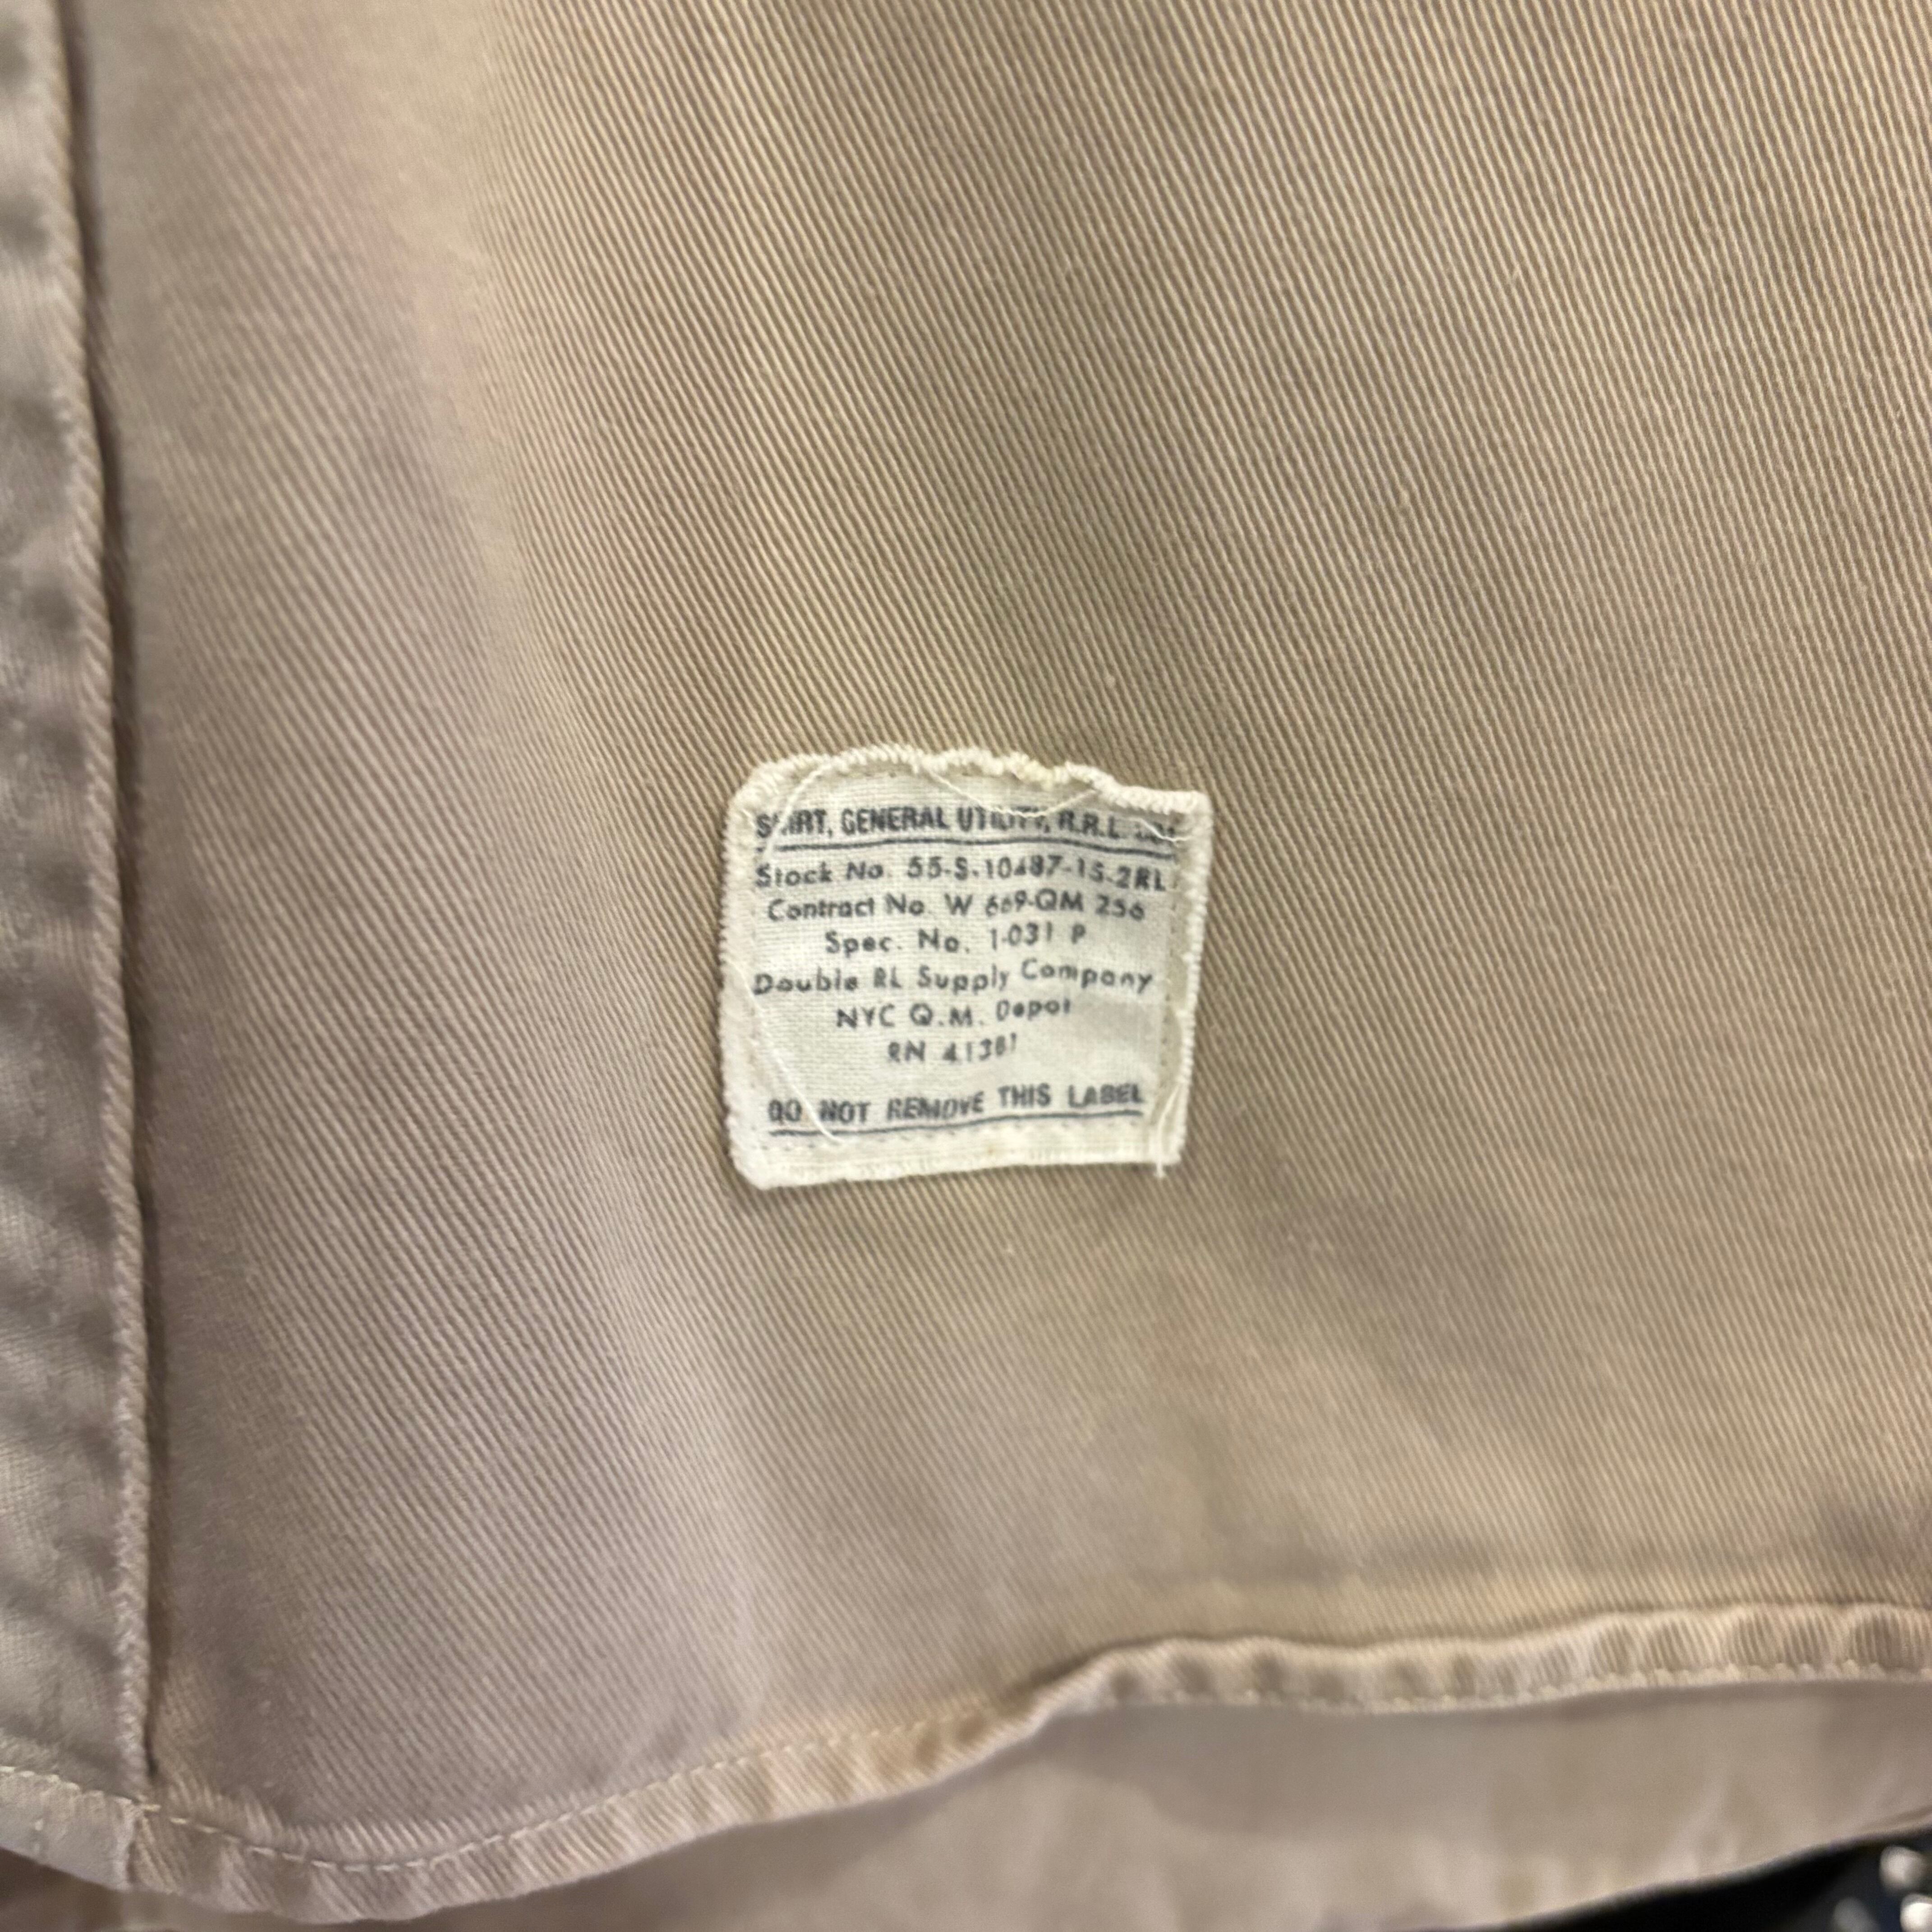 SHIRT, GENERAL UTILITY, R.R.L
Stock No. 55-S-10487-15-2RL
Contract No. W 669-QM 256
Spec. No. 1-031 P
Double RL Supply Company
NYC Q.M. Depot
RN 41381
DO NOT REMOVE THIS LABEL